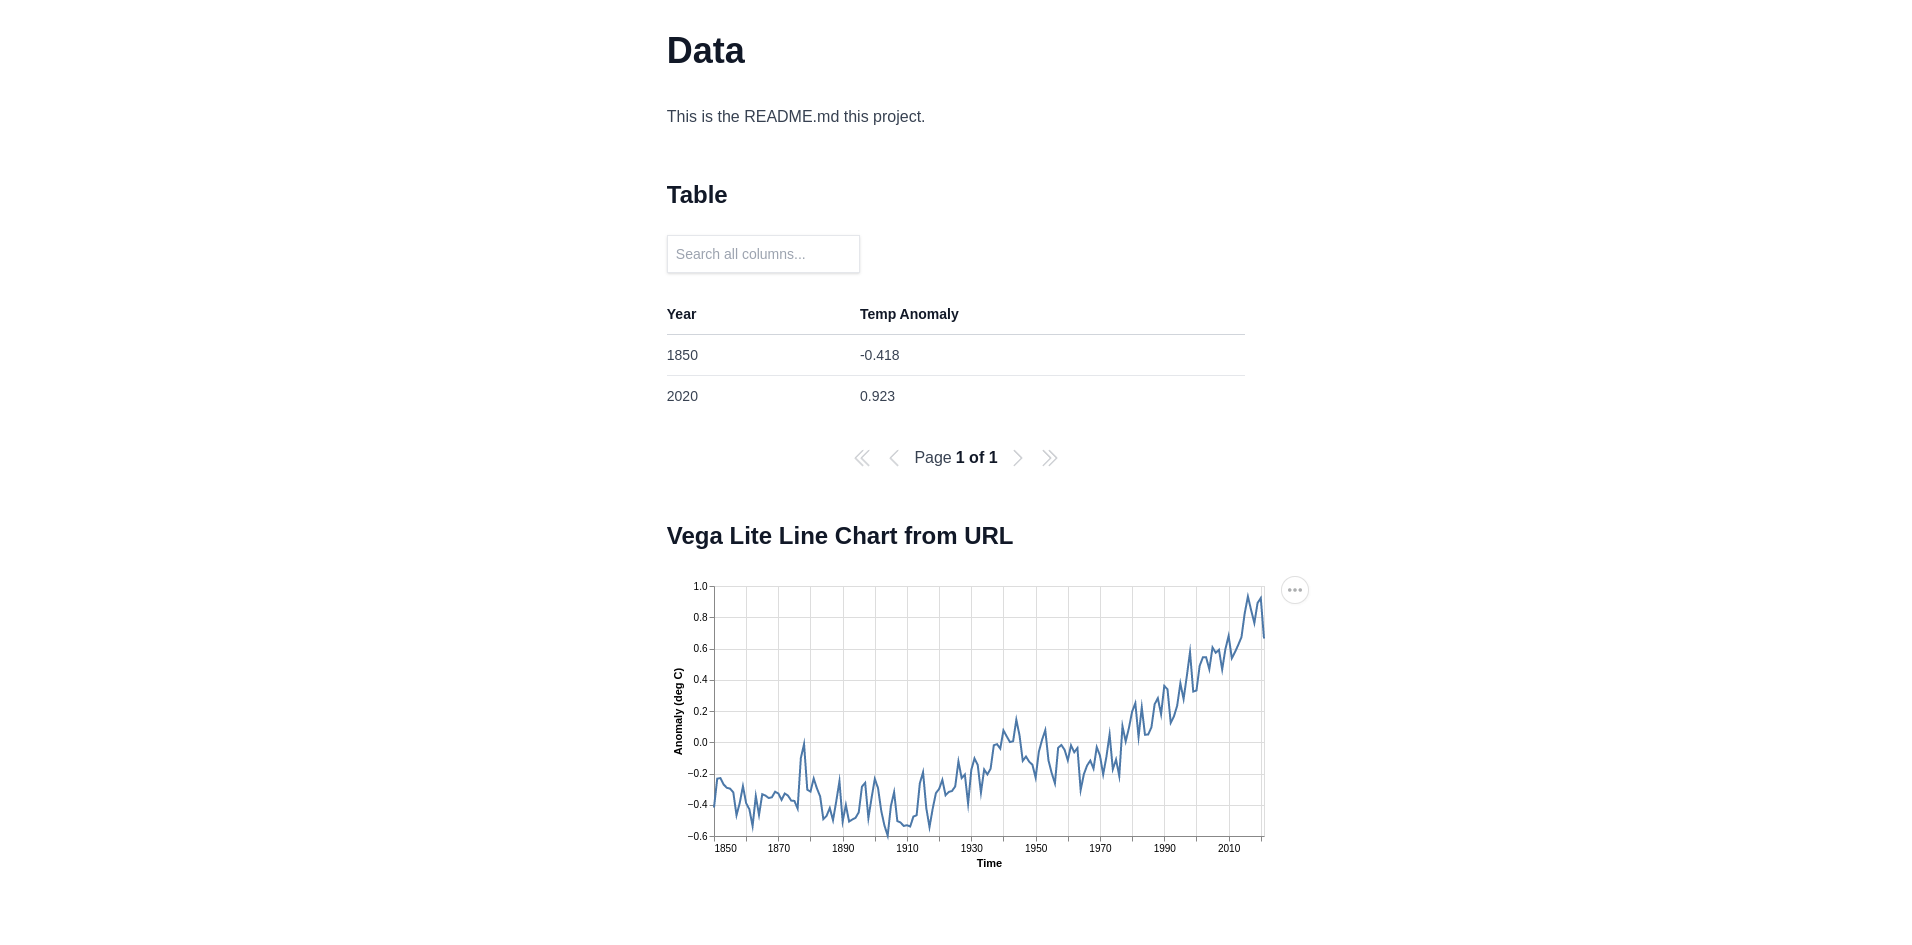 Data
This is the README.md this project.
Table
Search all columns...
Year Temp Anomaly
1850 -0.418
2020 0.923
Page 1 of 1
Vega Lite Line Chart from URL
1.0
0.8
0.6
0.4
0.2
0.0
−0.2
−0.4
−0.6
Anomaly (deg C)
1850 1870 1890 1910 1930 1950 1970 1990 2010
Time